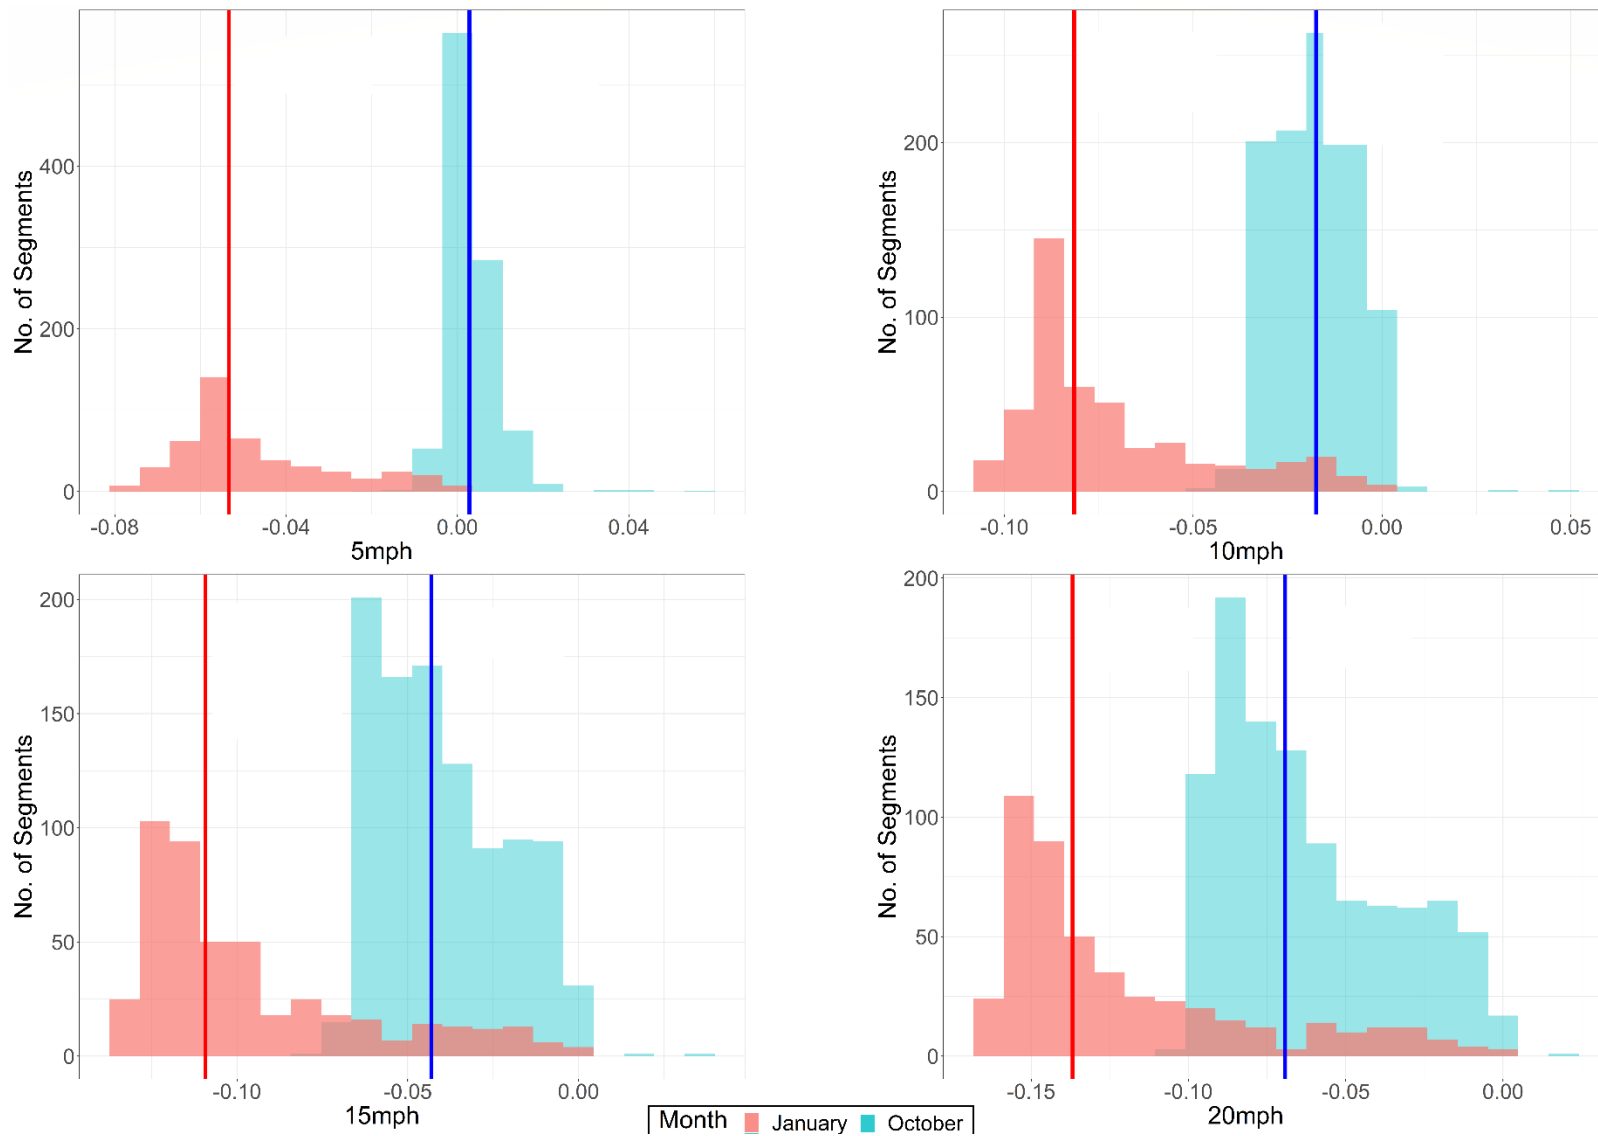 No. of Segments
400
200
0
-0.08 -0.04 0.00 0.04
5mph
No. of Segments
200
100
0
-0.10 -0.05 0.00 0.05
10mph
No. of Segments
200
150
100
50
0
-0.10 -0.05 0.00
15mph
No. of Segments
200
150
100
50
0
-0.15 -0.10 -0.05 0.00
20mph
Month January October